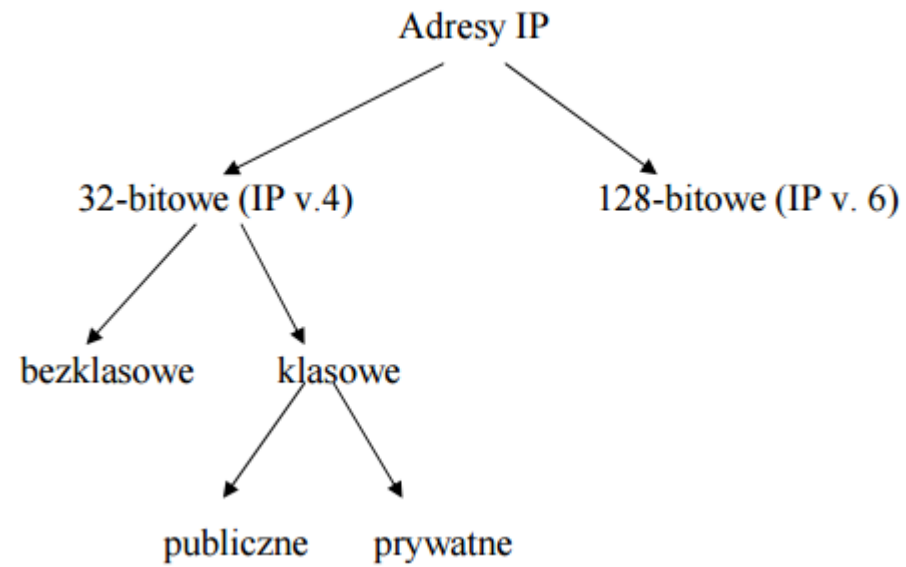 Adresy IP
32-bitowe (IP v.4)
128-bitowe (IP v. 6)
bezklasowe
klasowe
publiczne
prywatne